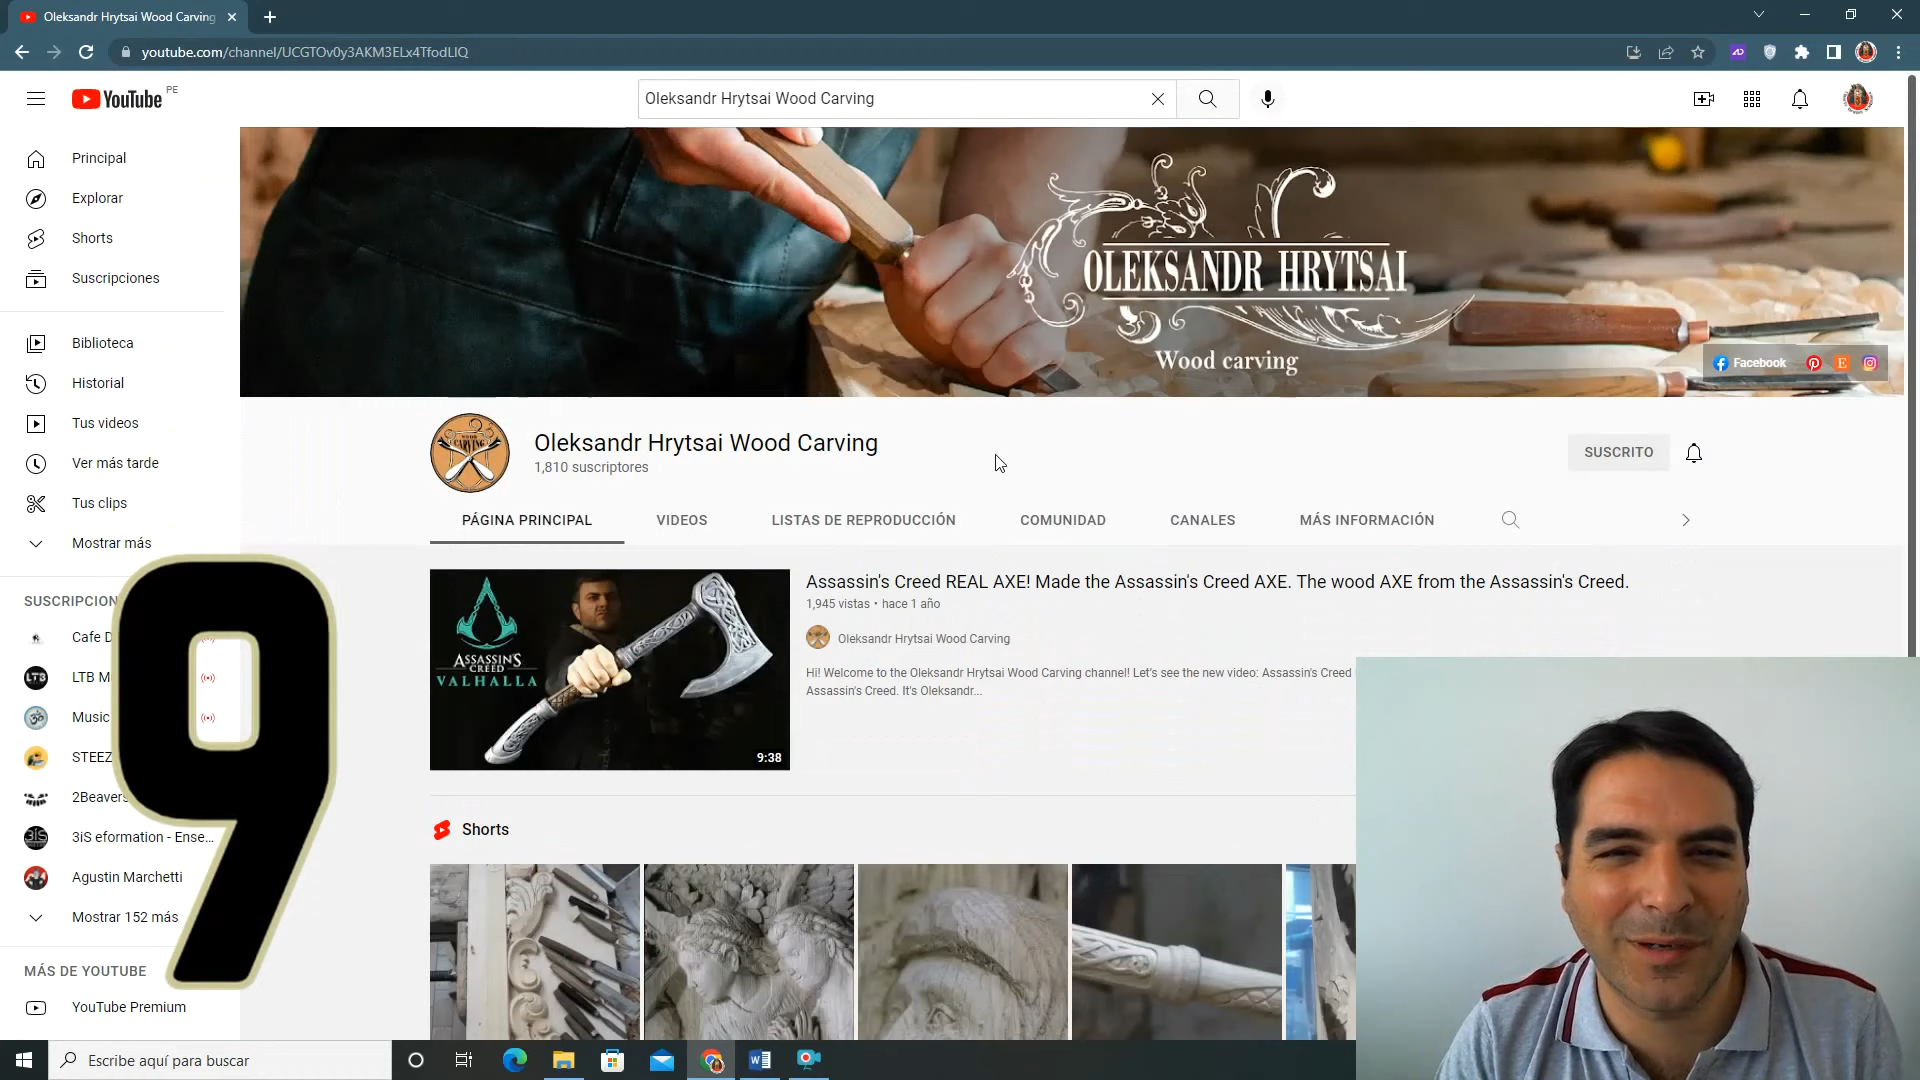 Oleksandr Hrytsai Wood Carving
youtube.com/channel/UCGTOv0y3AKM3ELx4TfodLIQ
YouTube PE
Oleksandr Hrytsai Wood Carving
Principal
Explorar
Shorts
Suscripciones
Biblioteca
Historial
Tus videos
Ver más tarde
Tus clips
Mostrar más
SUSCRIPCION
Cafe D
LTB M
Music
STEEZ
2Beavers
3iS eformation - Ense...
Agustin Marchetti
Mostrar 152 más
MÁS DE YOUTUBE
YouTube Premium
9
OLEKSANDR HRYTSAI
Wood carving
Facebook
WOOD
CARVING
Oleksandr Hrytsai Wood Carving
1,810 suscriptores
SUSCRITO
PÁGINA PRINCIPAL
VIDEOS
LISTAS DE REPRODUCCIÓN
COMUNIDAD
CANALES
MÁS INFORMACIÓN
ASSASSIN'S
CREED
VALHALLA
9:38
Assassin's Creed REAL AXE! Made the Assassin's Creed AXE. The wood AXE from the Assassin's Creed.
1,945 vistas • hace 1 año
Oleksandr Hrytsai Wood Carving
Hi! Welcome to the Oleksandr Hrytsai Wood Carving channel! Let's see the new video: Assassin's Creed
Assassin's Creed. It's Oleksandr...
Shorts
Escribe aquí para buscar